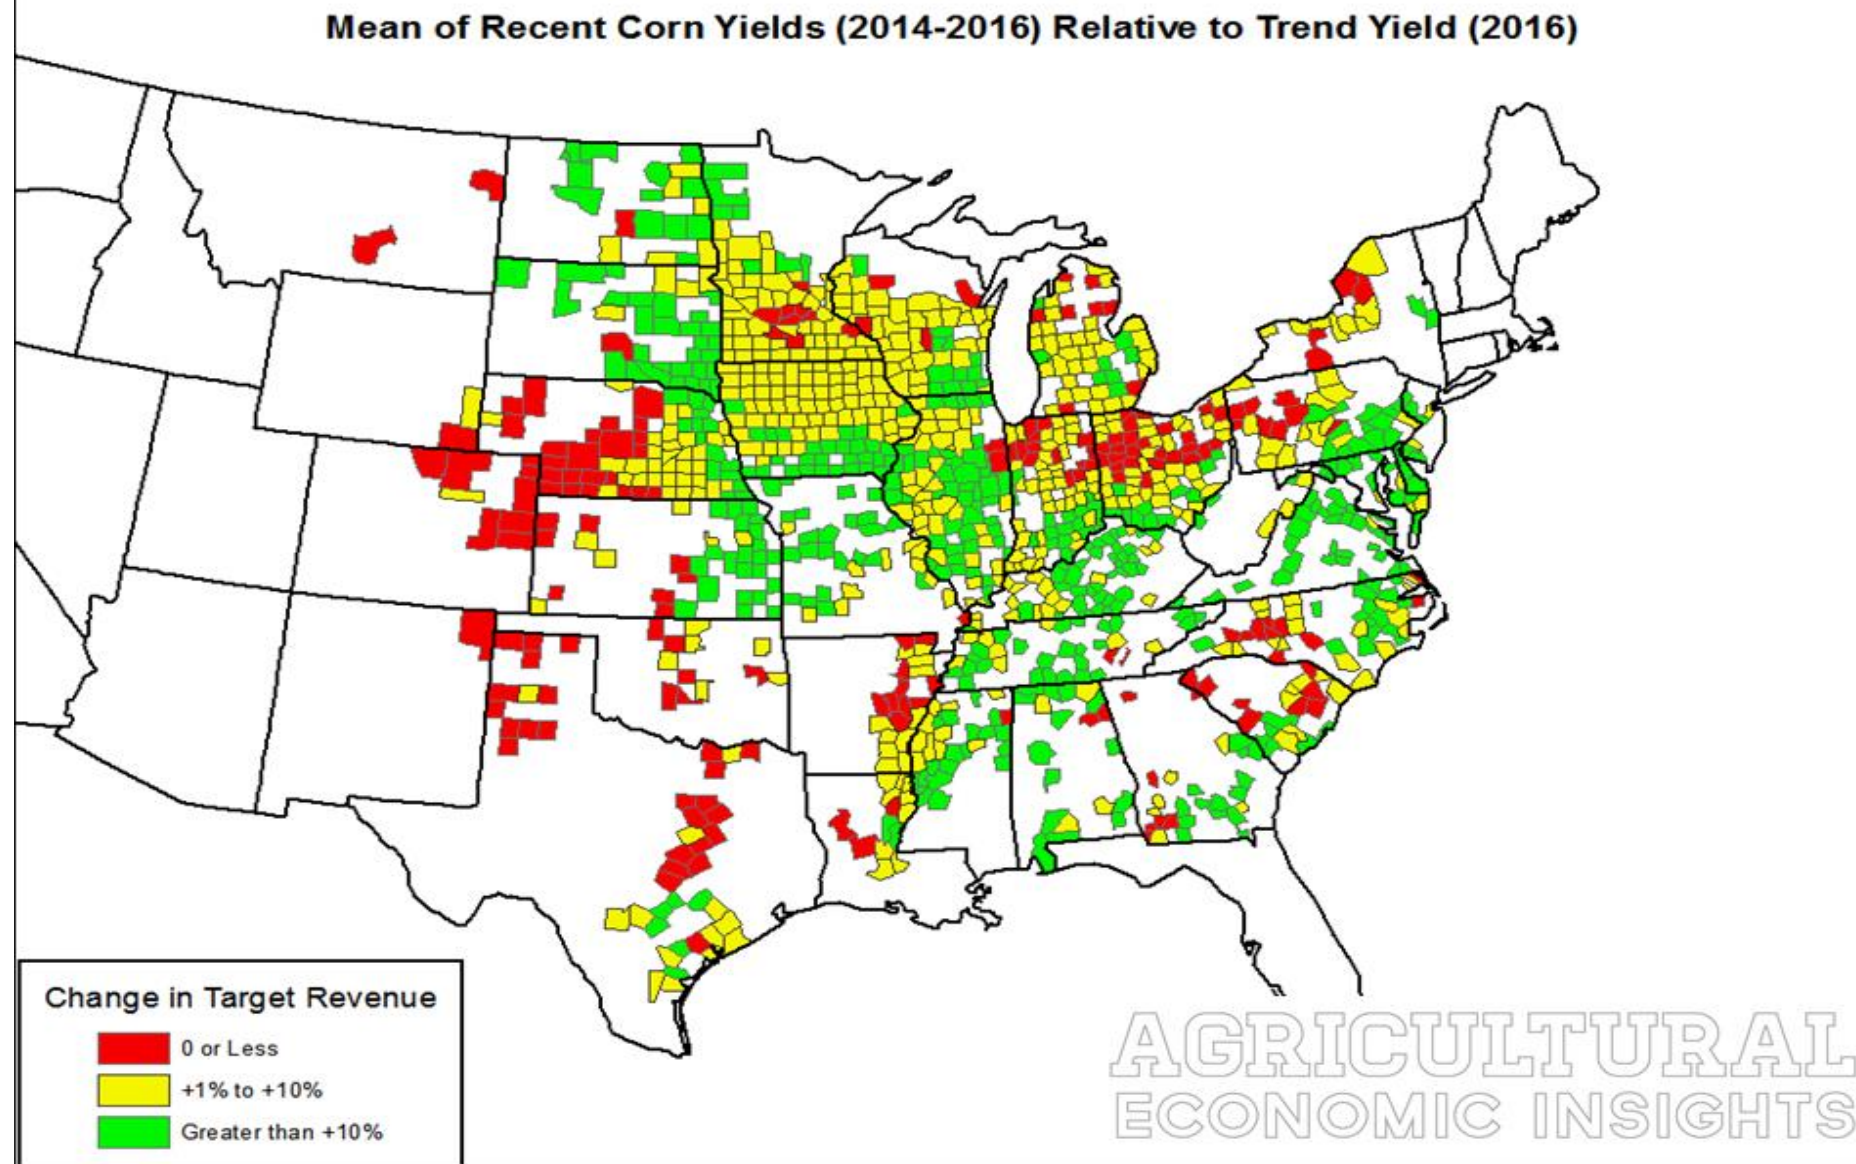 Mean of Recent Corn Yields (2014-2016) Relative to Trend Yield (2016)
Change in Target Revenue
0 or Less
+1% to +10%
Greater than +10%
AGRICULTURAL
ECONOMIC INSIGHTS